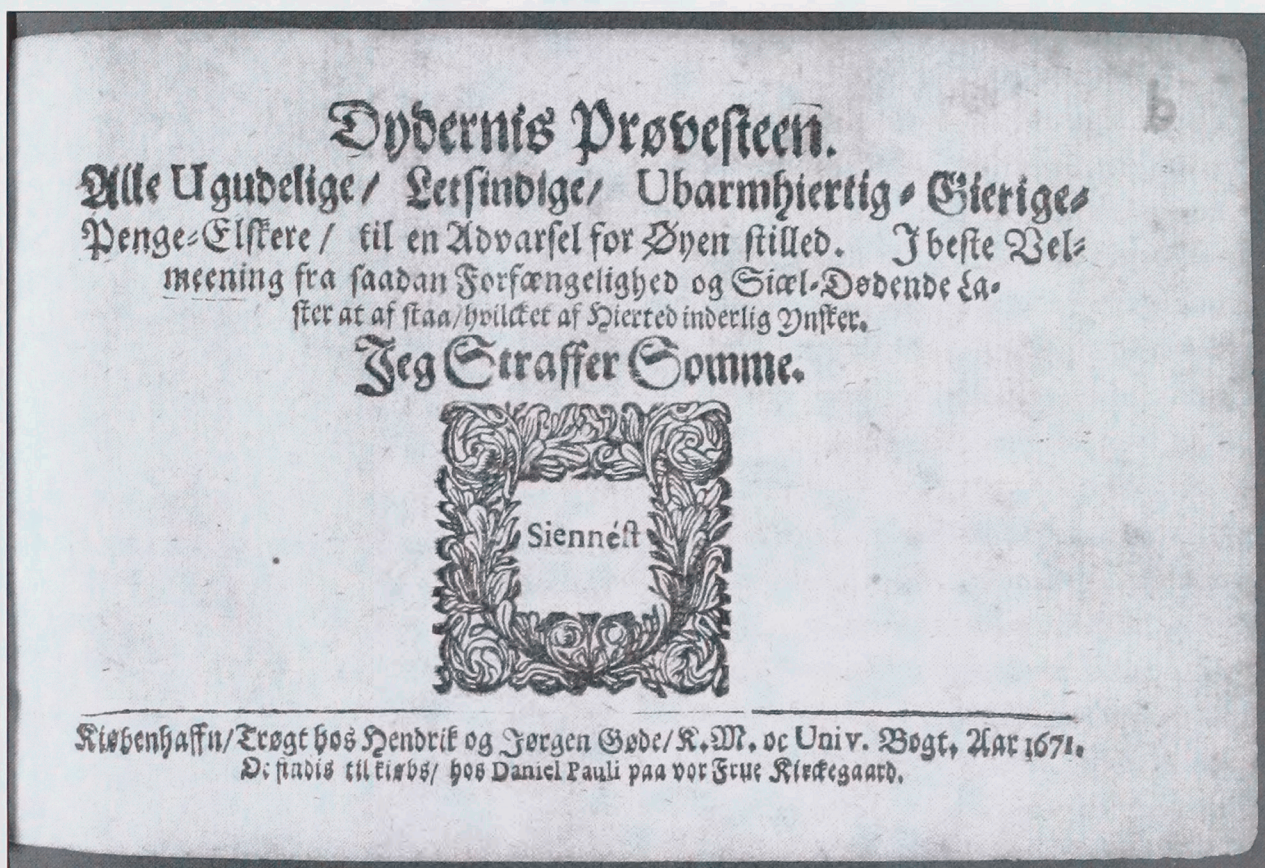 Dydernis Prøvesteen.
Alle Ugudelige/ Letsindige/ Ubarmhiertig⸗Gierige⸗
Penge⸗Elskere/ til en Advarsel for Øyen stilled. J beste Vel⸗
meening fra saadan Forfængelighed og Siæl⸗Dødende La⸗
ster at af staa/hvilcket af Hierted inderlig Ynsker.
Jeg Straffer Somme.
Siennést
Kiøbenhaffn/Trøgt hos Hendrik og Jørgen Gøde/K.M. oc Univ. Bogt. Aar 1671.
Oc findis til kiøbs/ hos Daniel Pauli paa vor Frue Kirckegaard.